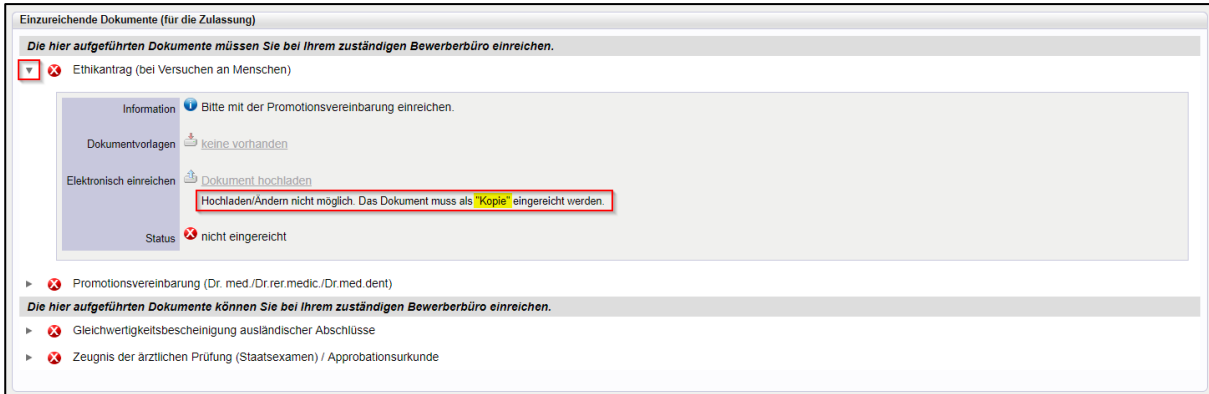 Einzureichende Dokumente (für die Zulassung)
Die hier aufgeführten Dokumente müssen Sie bei Ihrem zuständigen Bewerberbüro einreichen.
Ethikantrag (bei Versuchen an Menschen)
Information Bitte mit der Promotionsvereinbarung einreichen.
Dokumentvorlagen keine vorhanden
Elektronisch einreichen Dokument hochladen
Hochladen/Ändern nicht möglich. Das Dokument muss als "Kopie" eingereicht werden.
Status nicht eingereicht
Promotionsvereinbarung (Dr. med./Dr.rer.medic./Dr.med.dent)
Die hier aufgeführten Dokumente können Sie bei Ihrem zuständigen Bewerberbüro einreichen.
Gleichwertigkeitsbescheinigung ausländischer Abschlüsse
Zeugnis der ärztlichen Prüfung (Staatsexamen) / Approbationsurkunde